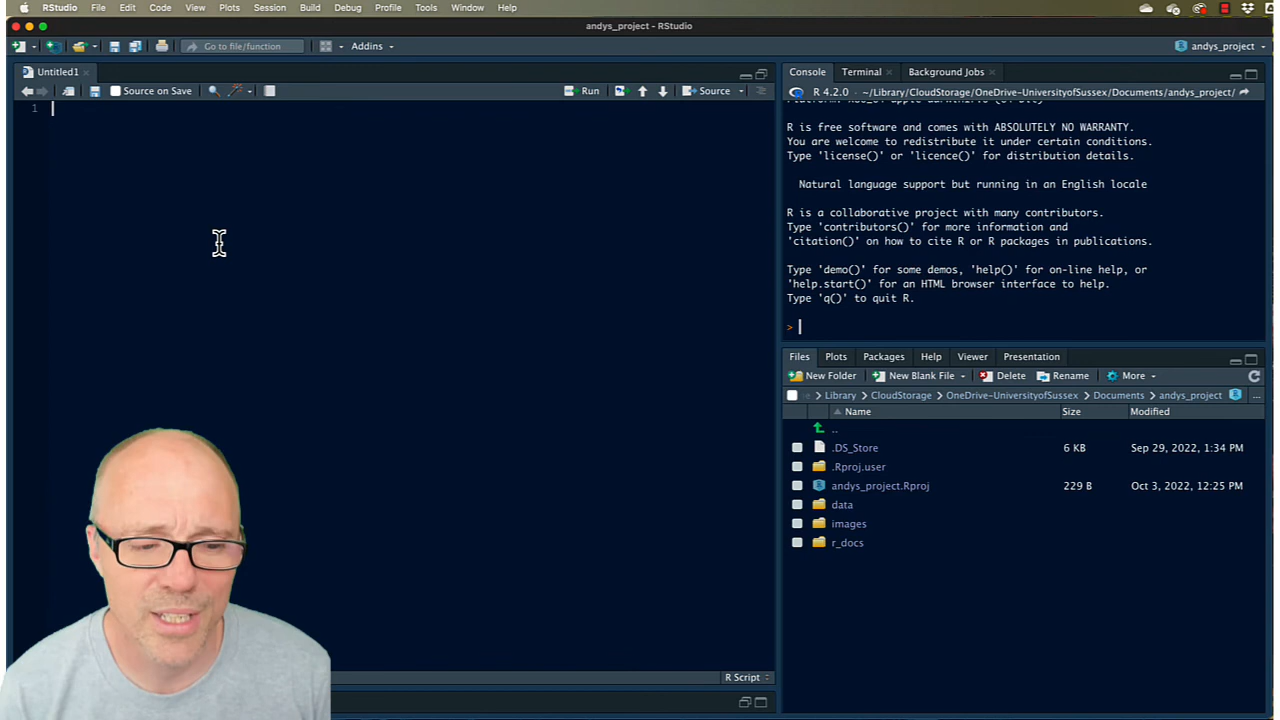 RStudio File Edit Code View Plots Session Build Debug Profile Tools Window Help
andys_project - RStudio
Go to file/function Addins andys_project
Untitled1
Source on Save Run Source
1
R Script
Console Terminal Background Jobs
R 4.2.0 · ~/Library/CloudStorage/OneDrive-UniversityofSussex/Documents/andys_project/
R is free software and comes with ABSOLUTELY NO WARRANTY.
You are welcome to redistribute it under certain conditions.
Type 'license()' or 'licence()' for distribution details.
Natural language support but running in an English locale
R is a collaborative project with many contributors.
Type 'contributors()' for more information and
'citation()' on how to cite R or R packages in publications.
Type 'demo()' for some demos, 'help()' for on-line help, or
'help.start()' for an HTML browser interface to help.
Type 'q()' to quit R.
>
Files Plots Packages Help Viewer Presentation
New Folder New Blank File Delete Rename More
Library CloudStorage OneDrive-UniversityofSussex Documents andys_project ...
Name Size Modified
..
.DS_Store 6 KB Sep 29, 2022, 1:34 PM
.Rproj.user
andys_project.Rproj 229 B Oct 3, 2022, 12:25 PM
data
images
r_docs